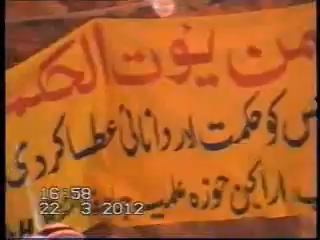 من یوت الحکم
س کو حکمت اور دانائی عطا کر دی
اراکین حوزہ علمیہ
16:58
22. 3 2012